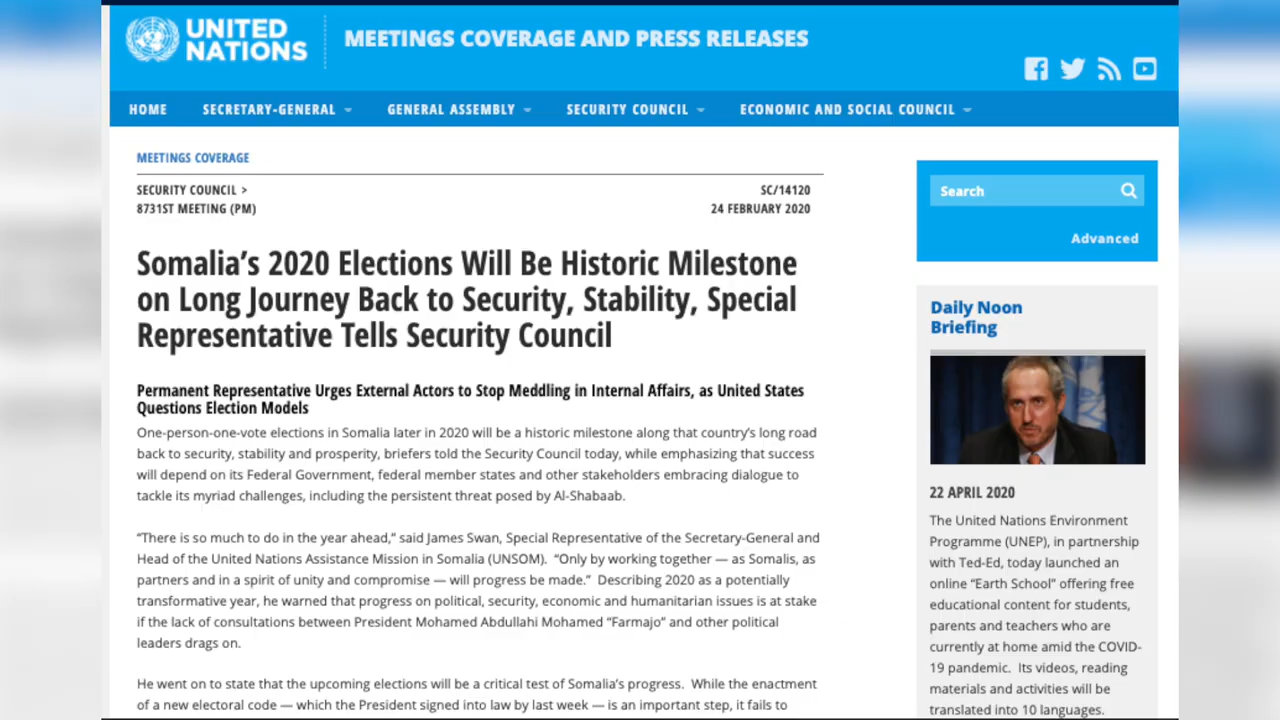 UNITED
NATIONS
MEETINGS COVERAGE AND PRESS RELEASES
HOME
SECRETARY-GENERAL
GENERAL ASSEMBLY
SECURITY COUNCIL
ECONOMIC AND SOCIAL COUNCIL
MEETINGS COVERAGE
SECURITY COUNCIL >
8731ST MEETING (PM)
SC/14120
24 FEBRUARY 2020
Somalia’s 2020 Elections Will Be Historic Milestone
on Long Journey Back to Security, Stability, Special
Representative Tells Security Council
Permanent Representative Urges External Actors to Stop Meddling in Internal Affairs, as United States
Questions Election Models
One-person-one-vote elections in Somalia later in 2020 will be a historic milestone along that country’s long road
back to security, stability and prosperity, briefers told the Security Council today, while emphasizing that success
will depend on its Federal Government, federal member states and other stakeholders embracing dialogue to
tackle its myriad challenges, including the persistent threat posed by Al-Shabaab.
“There is so much to do in the year ahead,” said James Swan, Special Representative of the Secretary-General and
Head of the United Nations Assistance Mission in Somalia (UNSOM). “Only by working together — as Somalis, as
partners and in a spirit of unity and compromise — will progress be made.” Describing 2020 as a potentially
transformative year, he warned that progress on political, security, economic and humanitarian issues is at stake
if the lack of consultations between President Mohamed Abdullahi Mohamed “Farmajo” and other political
leaders drags on.
He went on to state that the upcoming elections will be a critical test of Somalia’s progress. While the enactment
of a new electoral code — which the President signed into law by last week — is an important step, it fails to
Search
Advanced
Daily Noon
Briefing
22 APRIL 2020
The United Nations Environment
Programme (UNEP), in partnership
with Ted-Ed, today launched an
online “Earth School” offering free
educational content for students,
parents and teachers who are
currently at home amid the COVID-
19 pandemic. Its videos, reading
materials and activities will be
translated into 10 languages.